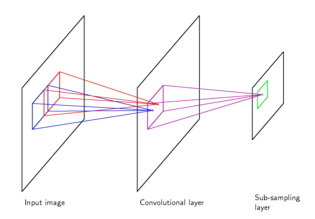 Input image
Convolutional layer
Sub-sampling
layer